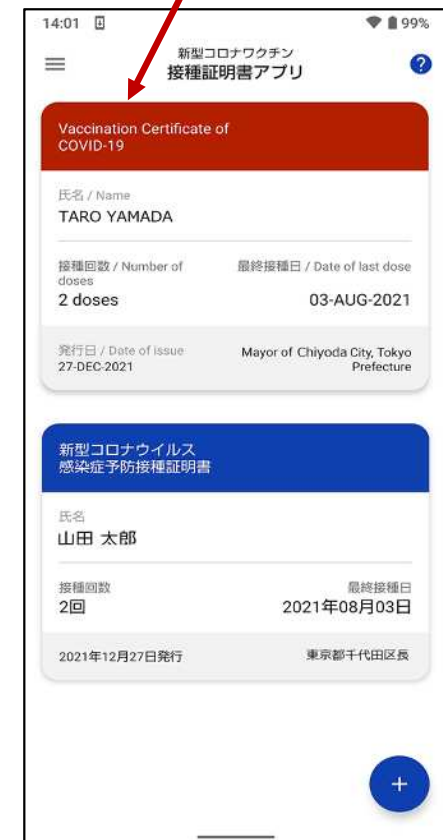 14:01 99%
新型コロナワクチン
接種証明書アプリ
?
Vaccination Certificate of
COVID-19
氏名 / Name
TARO YAMADA
接種回数 / Number of
doses
最終接種日 / Date of last dose
2 doses
03-AUG-2021
発行日 / Date of issue
27-DEC-2021
Mayor of Chiyoda City, Tokyo
Prefecture
新型コロナウイルス
感染症予防接種証明書
氏名
山田 太郎
接種回数
最終接種日
2回
2021年08月03日
2021年12月27日発行
東京都千代田区長
+